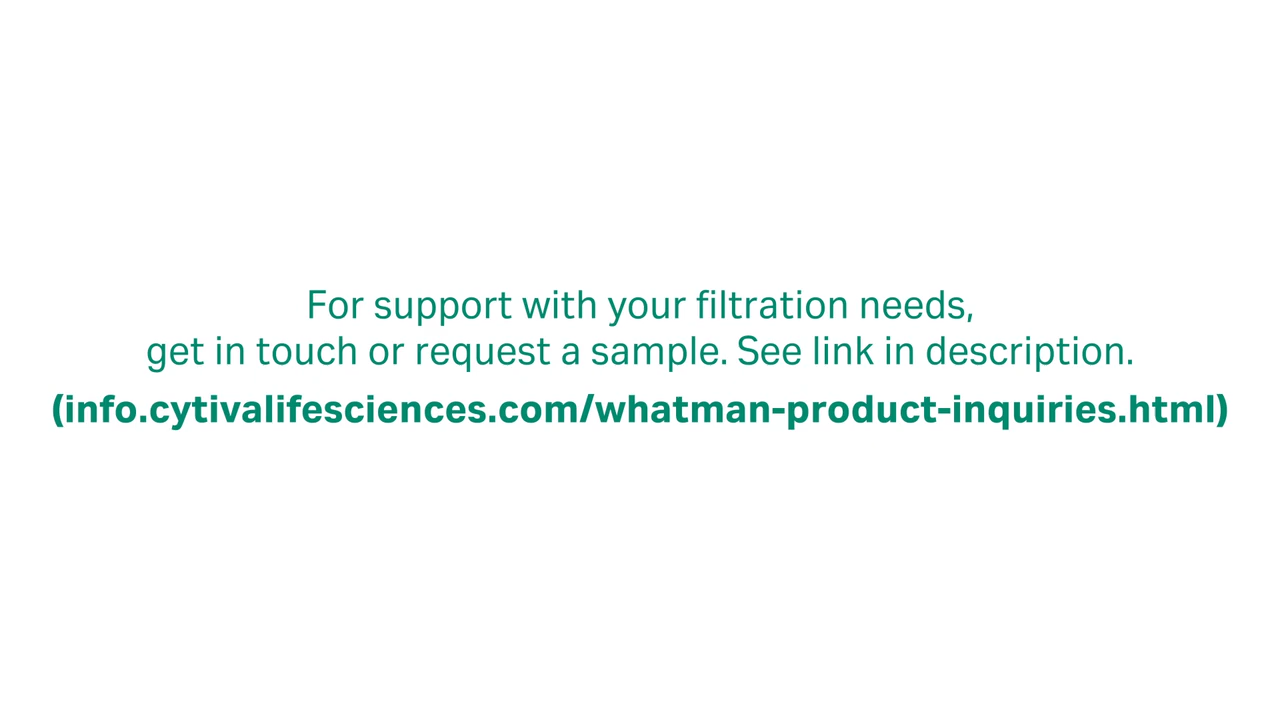 For support with your filtration needs,
get in touch or request a sample. See link in description.
(info.cytivalifesciences.com/whatman-product-inquiries.html)